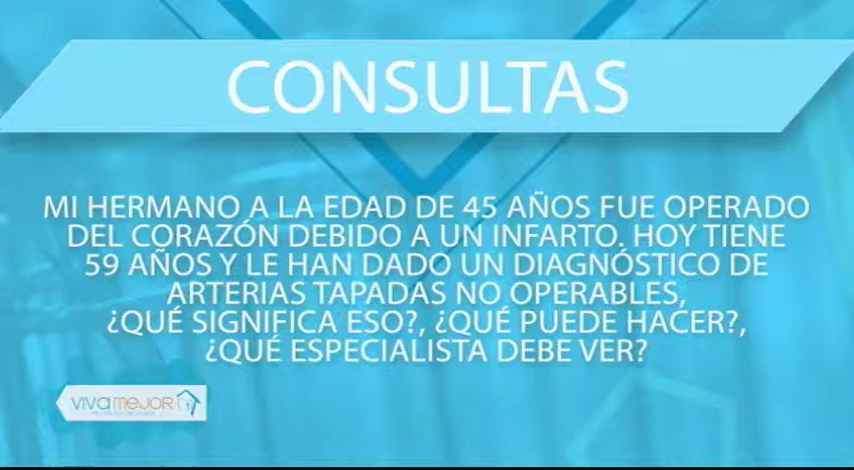 CONSULTAS
MI HERMANO A LA EDAD DE 45 AÑOS FUE OPERADO
DEL CORAZÓN DEBIDO A UN INFARTO. HOY TIENE
59 AÑOS Y LE HAN DADO UN DIAGNÓSTICO DE
ARTERIAS TAPADAS NO OPERABLES,
¿QUÉ SIGNIFICA ESO?, ¿QUÉ PUEDE HACER?,
¿QUÉ ESPECIALISTA DEBE VER?
vivamejor